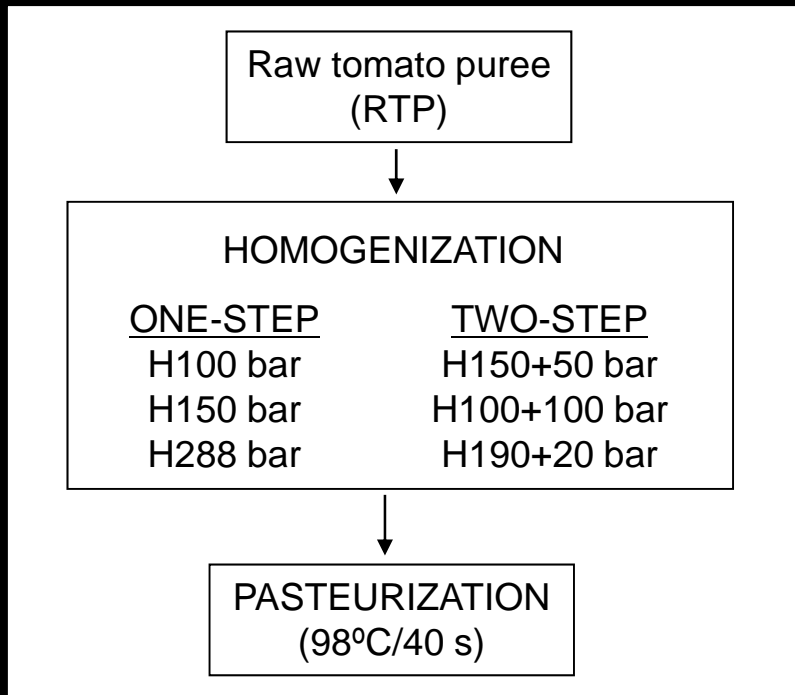 Raw tomato puree
(RTP)
HOMOGENIZATION
ONE-STEP
H100 bar
H150 bar
H288 bar
TWO-STEP
H150+50 bar
H100+100 bar
H190+20 bar
PASTEURIZATION
(98ºC/40 s)